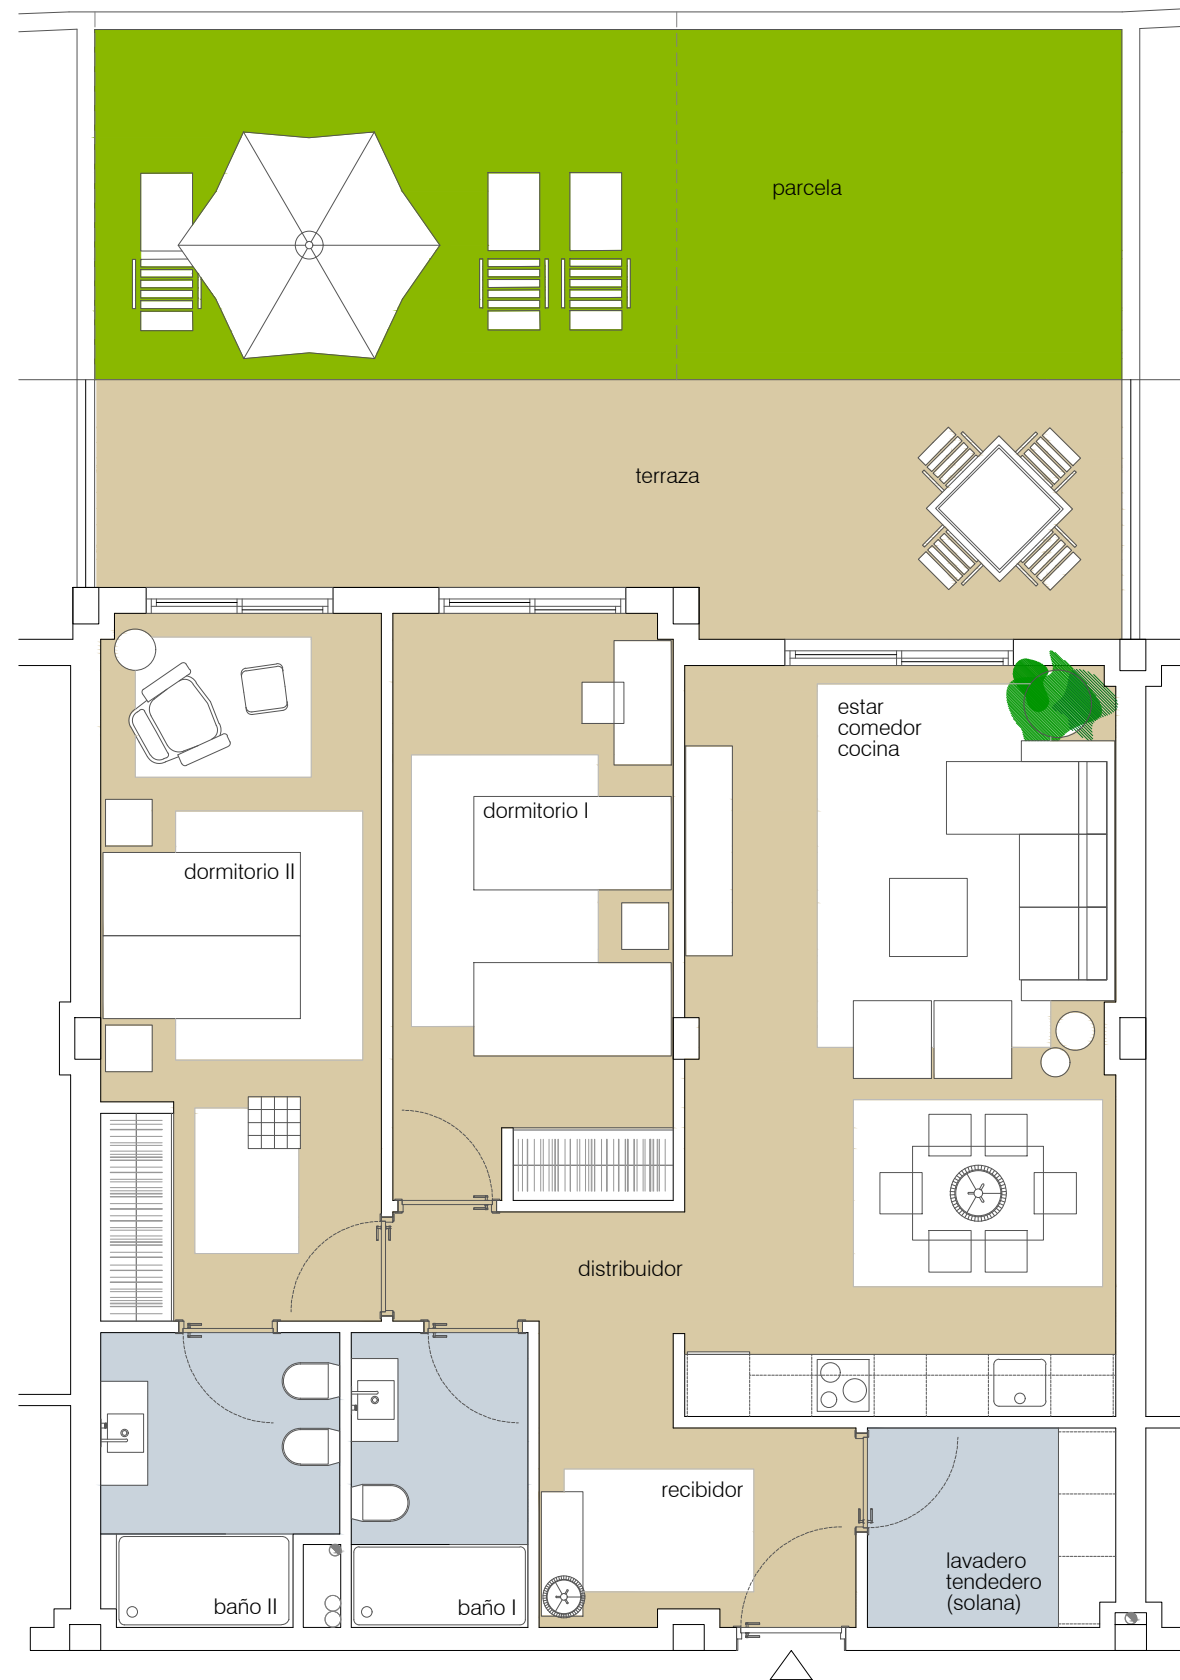 parcela
terraza
estar
comedor
cocina
dormitorio I
dormitorio II
distribuidor
recibidor
lavadero
tendedero
(solana)
baño II
baño I